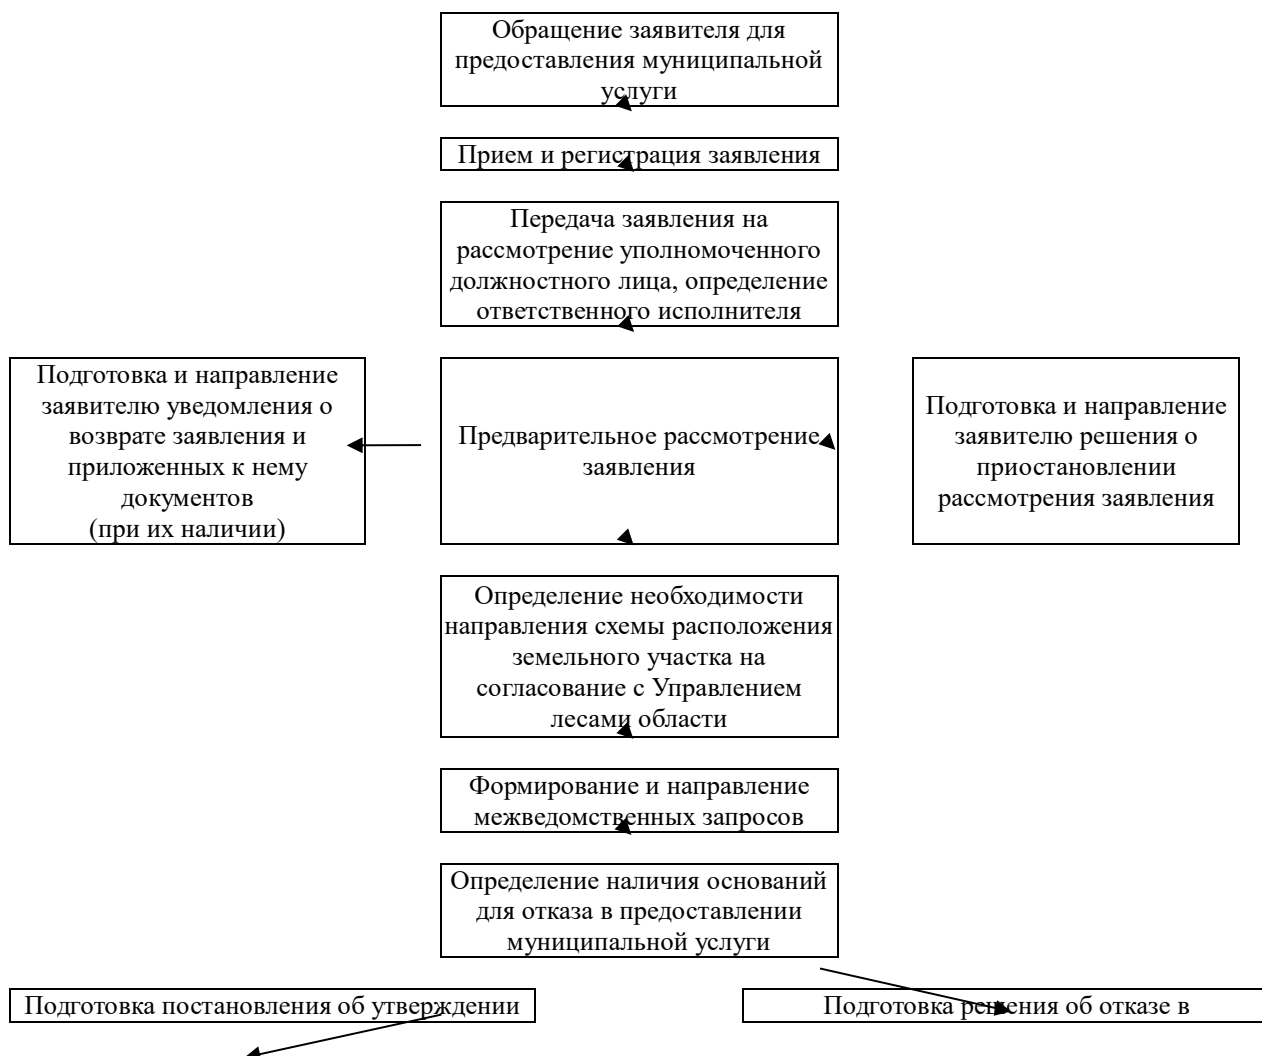 Обращение заявителя для
предоставления муниципальной
услуги
Прием и регистрация заявления
Передача заявления на
рассмотрение уполномоченного
должностного лица, определение
ответственного исполнителя
Подготовка и направление
заявителю уведомления о
возврате заявления и
приложенных к нему
документов
(при их наличии)
Предварительное рассмотрение
заявления
Подготовка и направление
заявителю решения о
приостановлении
рассмотрения заявления
Определение необходимости
направления схемы расположения
земельного участка на
согласование с Управлением
лесами области
Формирование и направление
межведомственных запросов
Определение наличия оснований
для отказа в предоставлении
муниципальной услуги
Подготовка постановления об утверждении
Подготовка решения об отказе в